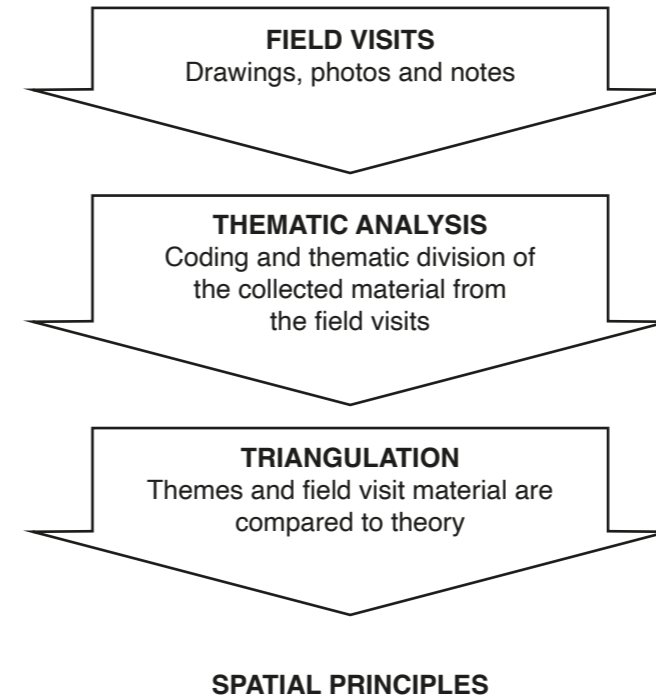 FIELD VISITS
Drawings, photos and notes
THEMATIC ANALYSIS
Coding and thematic division of
the collected material from
the field visits
TRIANGULATION
Themes and field visit material are
compared to theory
SPATIAL PRINCIPLES